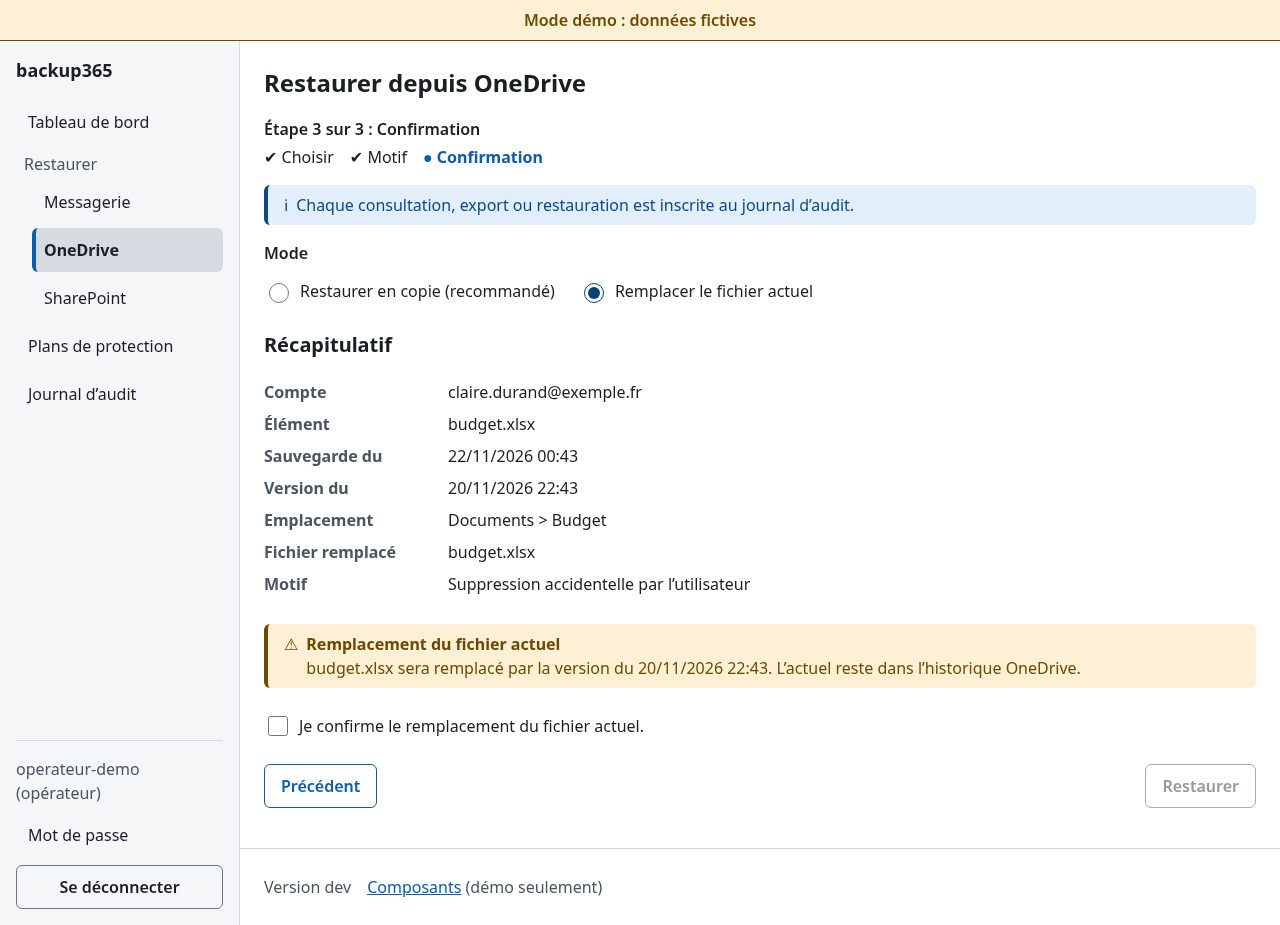 Mode démo : données fictives
backup365
Tableau de bord
Restaurer
Messagerie
OneDrive
SharePoint
Plans de protection
Journal d’audit
operateur-demo
(opérateur)
Mot de passe
Se déconnecter
Restaurer depuis OneDrive
Étape 3 sur 3 : Confirmation
✔ Choisir ✔ Motif ● Confirmation
i Chaque consultation, export ou restauration est inscrite au journal d’audit.
Mode
Restaurer en copie (recommandé) Remplacer le fichier actuel
Récapitulatif
Compte claire.durand@exemple.fr
Élément budget.xlsx
Sauvegarde du 22/11/2026 00:43
Version du 20/11/2026 22:43
Emplacement Documents > Budget
Fichier remplacé budget.xlsx
Motif Suppression accidentelle par l’utilisateur
⚠ Remplacement du fichier actuel
budget.xlsx sera remplacé par la version du 20/11/2026 22:43. L’actuel reste dans l’historique OneDrive.
Je confirme le remplacement du fichier actuel.
Précédent Restaurer
Version dev Composants (démo seulement)